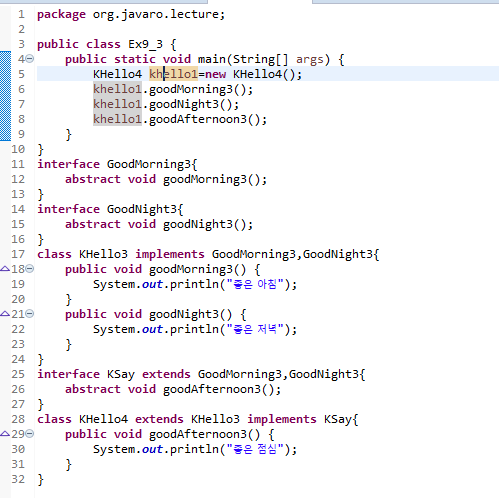 1 package org.javaro.lecture;
2
3 public class Ex9_3 {
4 public static void main(String[] args) {
5 KHello4 khello1=new KHello4();
6 khello1.goodMorning3();
7 khello1.goodNight3();
8 khello1.goodAfternoon3();
9 }
10 }
11 interface GoodMorning3{
12 abstract void goodMorning3();
13 }
14 interface GoodNight3{
15 abstract void goodNight3();
16 }
17 class KHello3 implements GoodMorning3,GoodNight3{
18 public void goodMorning3() {
19 System.out.println("좋은 아침");
20 }
21 public void goodNight3() {
22 System.out.println("좋은 저녁");
23 }
24 }
25 interface KSay extends GoodMorning3,GoodNight3{
26 abstract void goodAfternoon3();
27 }
28 class KHello4 extends KHello3 implements KSay{
29 public void goodAfternoon3() {
30 System.out.println("좋은 점심");
31 }
32 }